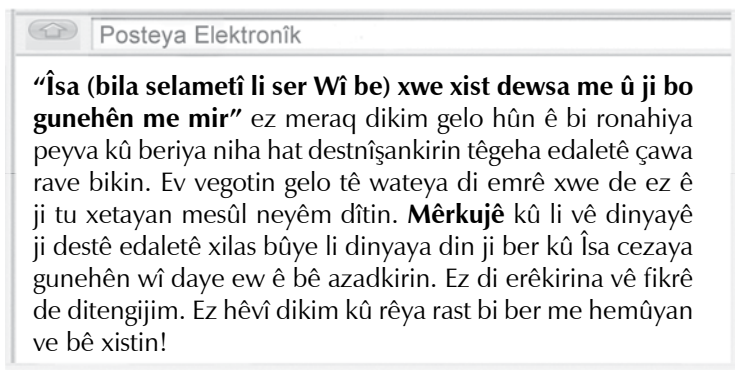 Posteya Elektronîk
“Îsa (bila selametî li ser Wî be) xwe xist dewsa me û ji bo
gunehên me mir” ez meraq dikim gelo hûn ê bi ronahiya
peyva kû beriya niha hat destnîşankirin têgeha edaletê çawa
rave bikin. Ev vegotin gelo tê wateya di emrê xwe de ez ê
ji tu xetayan mesûl neyêm dîtin. Mêrkujê kû li vê dinyayê
ji destê edaletê xilas bûye li dinyaya din ji ber kû Îsa cezaya
gunehên wî daye ew ê bê azadkirin. Ez di erêkirina vê fikrê
de ditengijim. Ez hêvî dikim kû rêya rast bi ber me hemûyan
ve bê xistin!